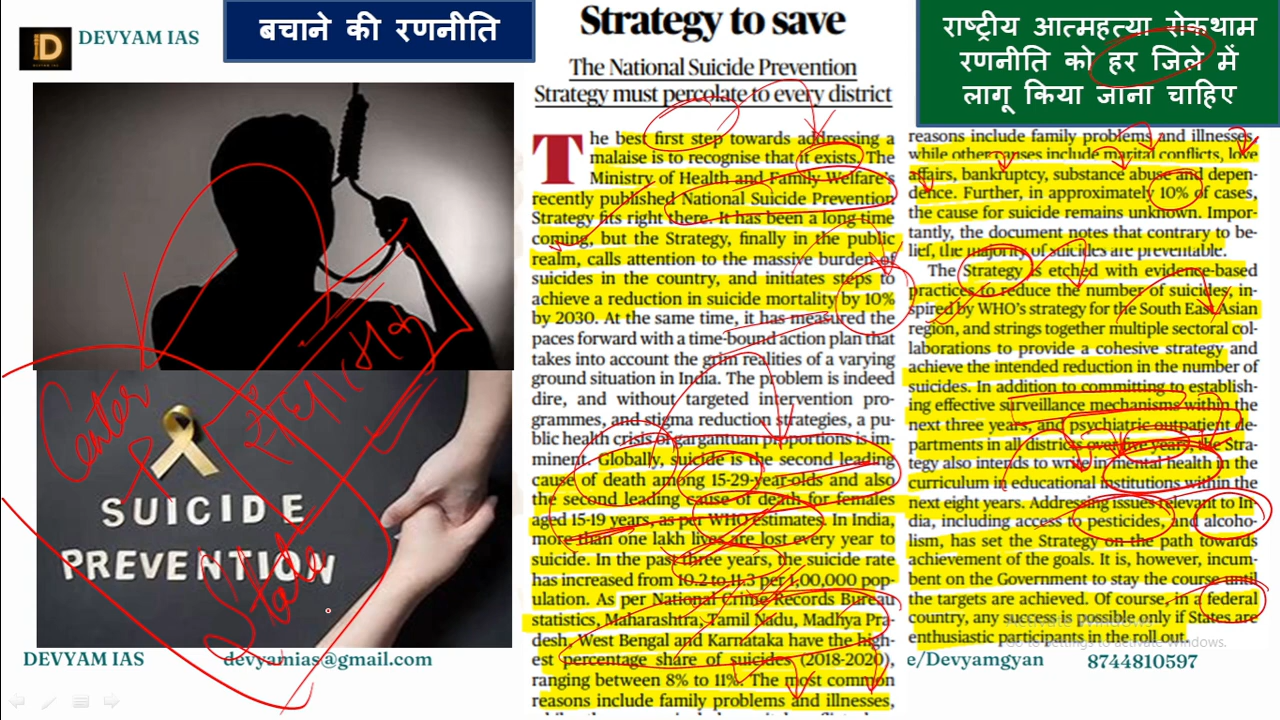 DEVYAM IAS
बचाने की रणनीति
Strategy to save
The National Suicide Prevention
Strategy must percolate to every district
राष्ट्रीय आत्महत्या रोकथाम
रणनीति को हर जिले में
लागू किया जाना चाहिए
The best first step towards addressing a
malaise is to recognise that it exists. The
Ministry of Health and Family Welfare's
recently published National Suicide Prevention
Strategy fits right there. It has been a long time
coming, but the Strategy, finally in the public
realm, calls attention to the massive burden of
suicides in the country, and initiates steps to
achieve a reduction in suicide mortality by 10%
by 2030. At the same time, it has measured the
paces forward with a time-bound action plan that
takes into account the grim realities of a varying
ground situation in India. The problem is indeed
dire, and without targeted intervention pro-
grammes, and stigma reduction strategies, a pu-
blic health crisis of gargantuan proportions is im-
minent. Globally, suicide is the second leading
cause of death among 15-29-year-olds and also
the second leading cause of death for females
aged 15-19 years, as per WHO estimates. In India,
more than one lakh lives are lost every year to
suicide. In the past three years, the suicide rate
has increased from 10.2 to 11.3 per 1,00,000 pop-
ulation. As per National Crime Records Bureau
statistics, Maharashtra, Tamil Nadu, Madhya Pra-
desh, West Bengal and Karnataka have the high-
est percentage share of suicides (2018-2020),
ranging between 8% to 11%. The most common
reasons include family problems and illnesses,
reasons include family problems and illnesses,
while other causes include marital conflicts, love
affairs, bankruptcy, substance abuse and depen-
dence. Further, in approximately 10% of cases,
the cause for suicide remains unknown. Impor-
tantly, the document notes that contrary to be-
lief, the majority of suicides are preventable.
The Strategy is etched with evidence-based
practices to reduce the number of suicides, in-
spired by WHO's strategy for the South East Asian
region, and strings together multiple sectoral col-
laborations to provide a cohesive strategy and
achieve the intended reduction in the number of
suicides. In addition to committing to establish-
ing effective surveillance mechanisms within the
next three years, and psychiatric outpatient de-
partments in all districts over five years, the Stra-
tegy also intends to write in mental health in the
curriculum in educational institutions within the
next eight years. Addressing issues relevant to In-
dia, including access to pesticides, and alcoho-
lism, has set the Strategy on the path towards
achievement of the goals. It is, however, incum-
bent on the Government to stay the course until
the targets are achieved. Of course, in a federal
country, any success is possible only if States are
enthusiastic participants in the roll out.
Center
State
SUICIDE
PREVENTION
Activate Windows
Go to Settings to activate Windows.
DEVYAM IAS
devyamias@gmail.com
e/Devyamgyan
8744810597